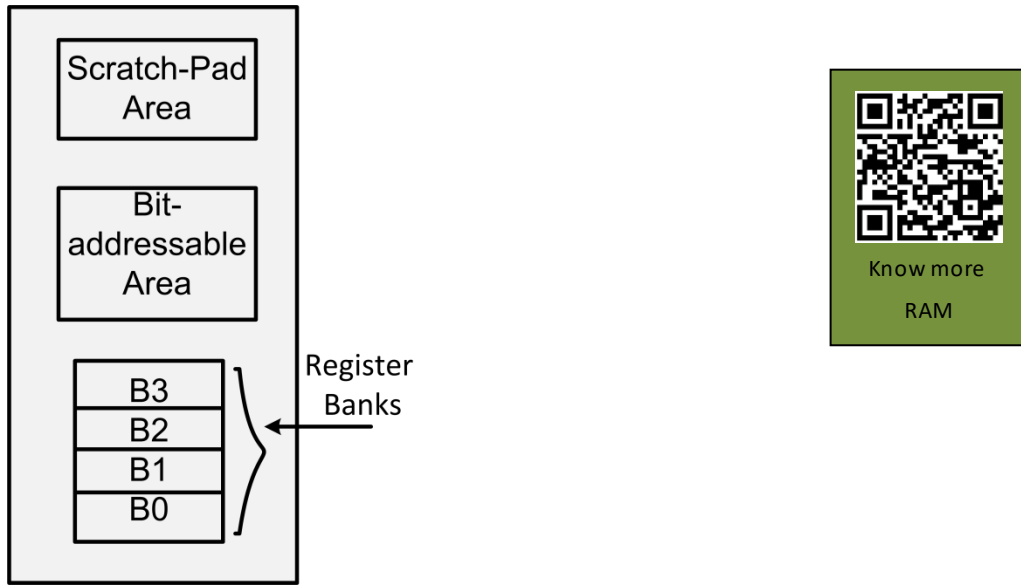 Scratch-Pad
Area
Bit-
addressable
Area
B3
B2
B1
B0
Register
Banks
Know more
RAM